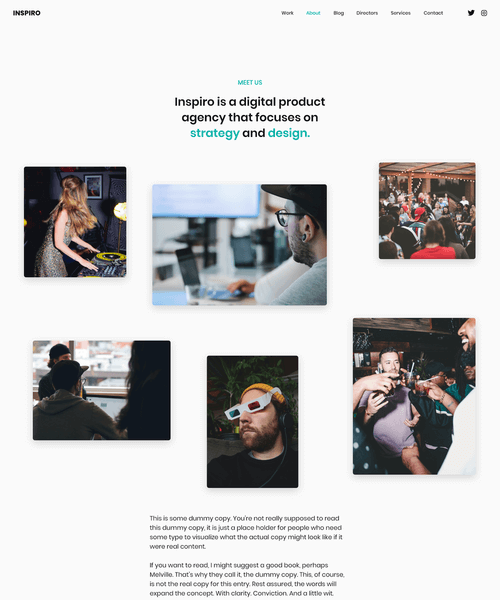 INSPIRO
Work About Blog Directors Services Contact
MEET US
Inspiro is a digital product
agency that focuses on
strategy and design.
This is some dummy copy. You're not really supposed to read
this dummy copy, it is just a place holder for people who need
some type to visualize what the actual copy might look like if it
were real content.
If you want to read, I might suggest a good book, perhaps
Melville. That's why they call it, the dummy copy. This, of course,
is not the real copy for this entry. Rest assured, the words will
expand the concept. With clarity. Conviction. And a little wit.